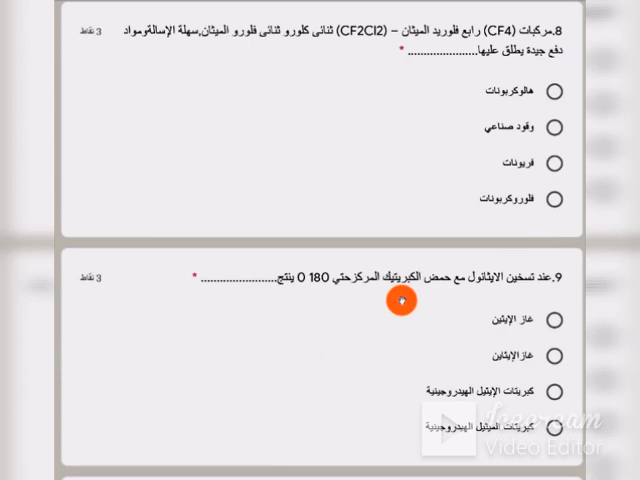 8.مركبات (CF4) رابع فلوريد الميثان – (CF2Cl2) ثنائى كلورو ثنائى فلورو الميثان,سهلة الإسالةومواد
3 نقاط
دفع جيدة يطلق عليها...................... *
هالوكربونات
وقود صناعي
فريونات
فلوروكربونات
9.عند تسخين الايثانول مع حمض الكبريتيك المركزحتي 180 0 ينتج........................ *
3 نقاط
غاز الإيثين
غازالإيثاين
كبريتات الإيثيل الهيدروجينية
كبريتات الميثيل الهيدروجينية
Video Editor